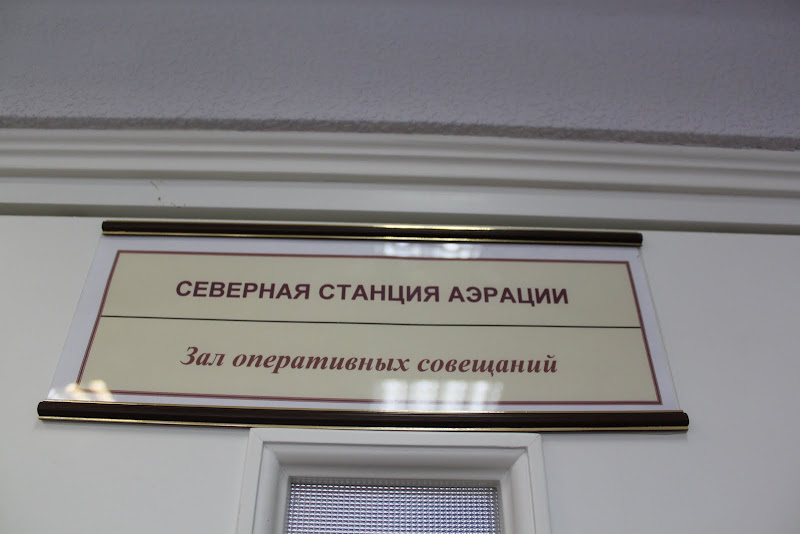 СЕВЕРНАЯ СТАНЦИЯ АЭРАЦИИ
Зал оперативных совещаний